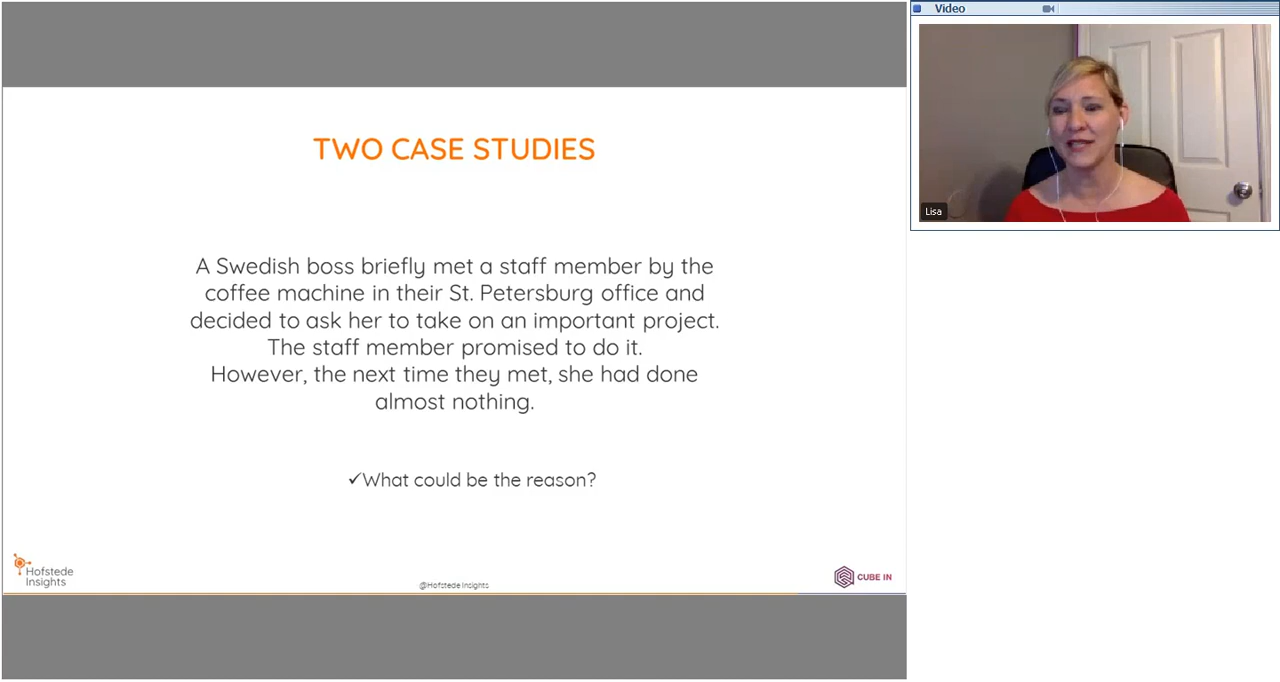 Video
TWO CASE STUDIES
A Swedish boss briefly met a staff member by the
coffee machine in their St. Petersburg office and
decided to ask her to take on an important project.
The staff member promised to do it.
However, the next time they met, she had done
almost nothing.
✓What could be the reason?
Hofstede
Insights
@Hofstede Insights
CUBE IN
Lisa